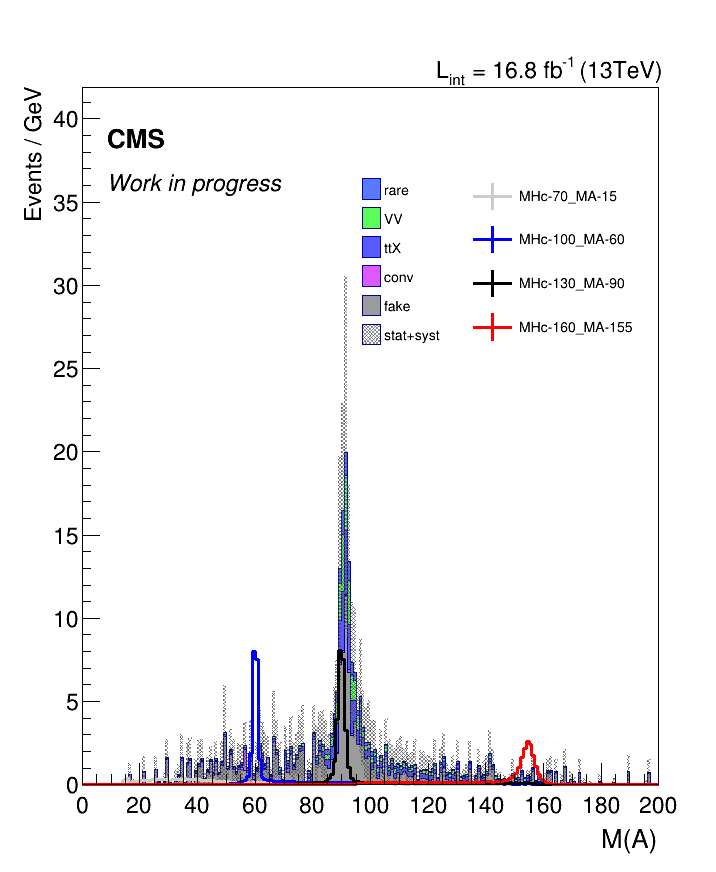 L_int = 16.8 fb^-1 (13TeV)
Events / GeV
CMS
Work in progress
rare
VV
ttX
conv
fake
stat+syst
MHc-70_MA-15
MHc-100_MA-60
MHc-130_MA-90
MHc-160_MA-155
40
35
30
25
20
15
10
5
0
0 20 40 60 80 100 120 140 160 180 200
M(A)